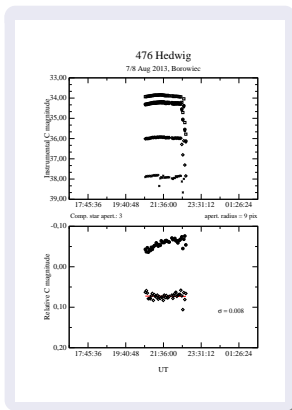 476 Hedwig
7/8 Aug 2013, Borowiec
33,00
34,00
35,00
36,00
37,00
38,00
39,00
Instrumental C magnitude
17:45:36 19:40:48 21:36:00 23:31:12 01:26:24
Comp. star apert.: 3 apert. radius = 9 pix
-0,10
0,00
0,10
0,20
Relative C magnitude
σ = 0.008
17:45:36 19:40:48 21:36:00 23:31:12 01:26:24
UT